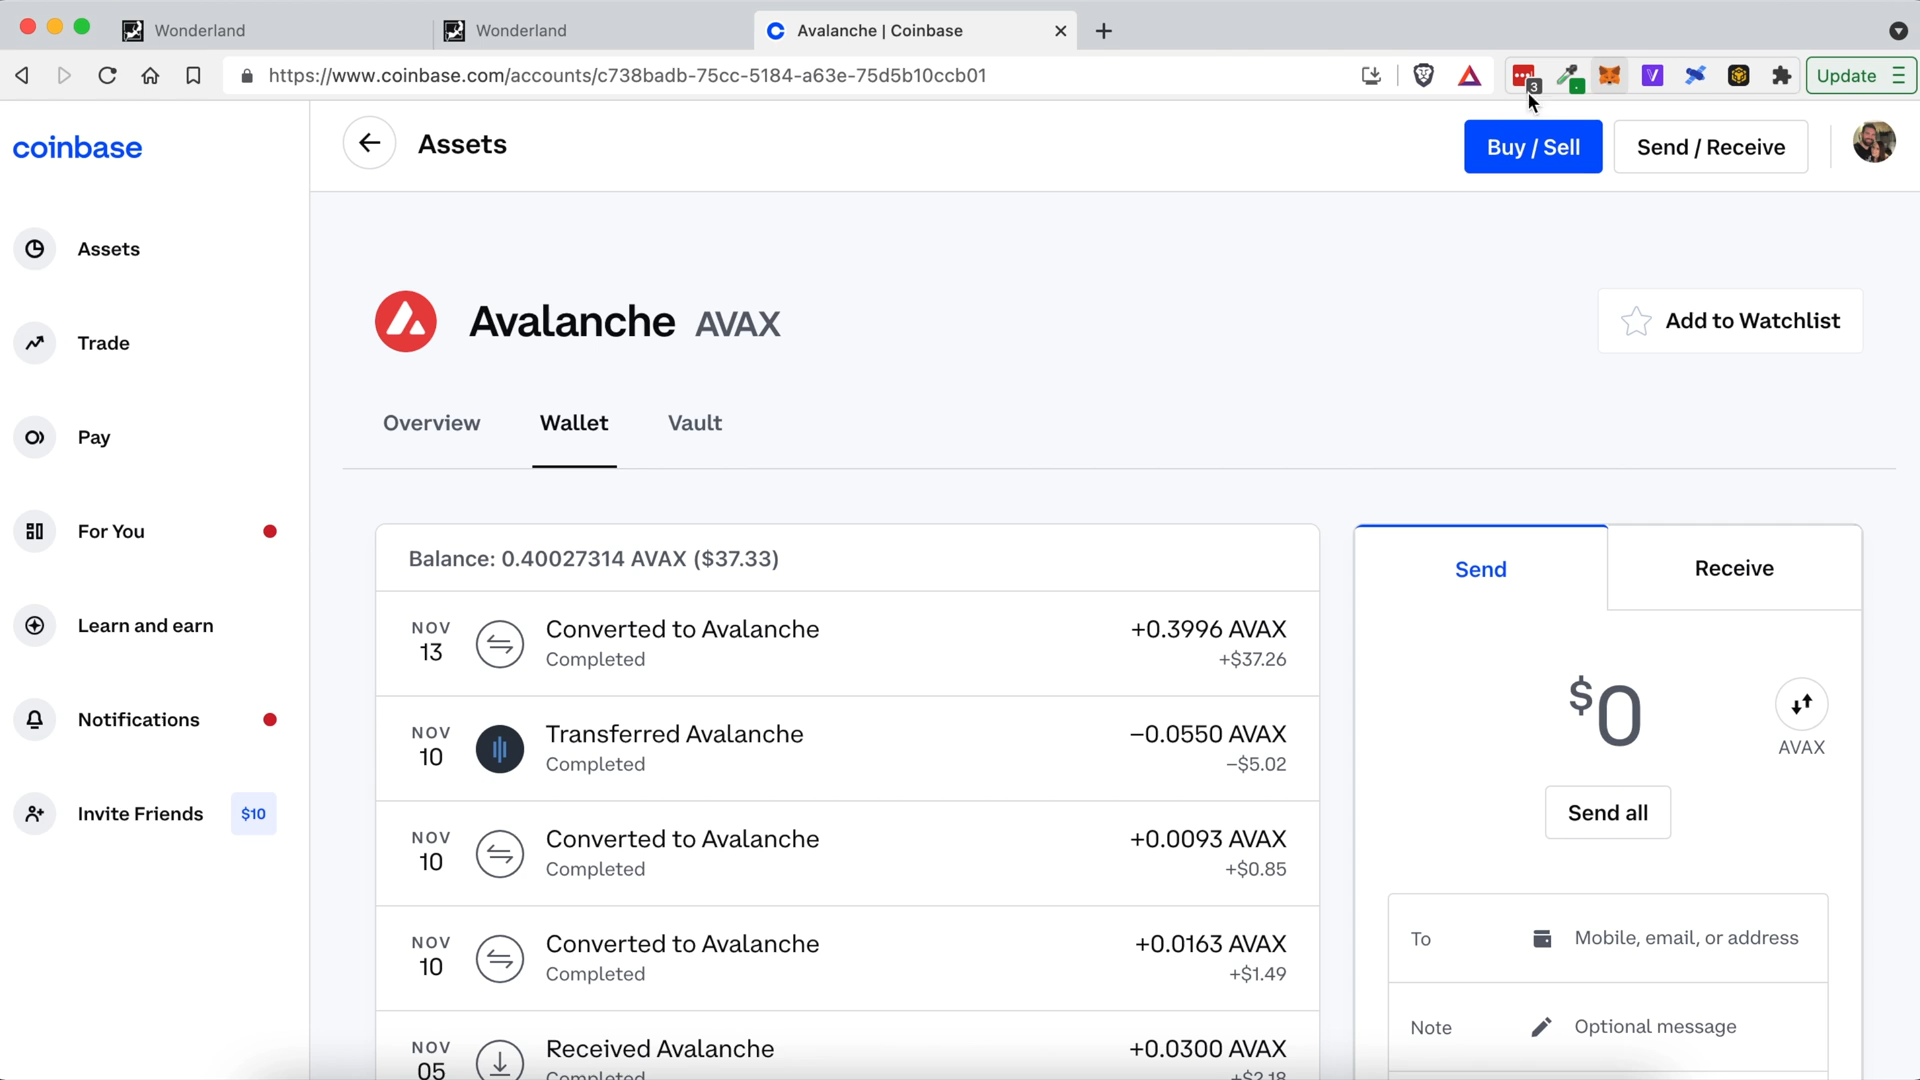 Wonderland
Wonderland
Avalanche | Coinbase
https://www.coinbase.com/accounts/c738badb-75cc-5184-a63e-75d5b10ccb01
3
V
Update
coinbase
Assets
Buy / Sell
Send / Receive
Assets
Trade
Pay
For You
Learn and earn
Notifications
Invite Friends
$10
Avalanche AVAX
Add to Watchlist
Overview
Wallet
Vault
Balance: 0.40027314 AVAX ($37.33)
NOV
13
Converted to Avalanche
Completed
+0.3996 AVAX
+$37.26
NOV
10
Transferred Avalanche
Completed
−0.0550 AVAX
−$5.02
NOV
10
Converted to Avalanche
Completed
+0.0093 AVAX
+$0.85
NOV
10
Converted to Avalanche
Completed
+0.0163 AVAX
+$1.49
NOV
05
Received Avalanche
Completed
+0.0300 AVAX
+$2.18
Send
Receive
$0
AVAX
Send all
To
Mobile, email, or address
Note
Optional message